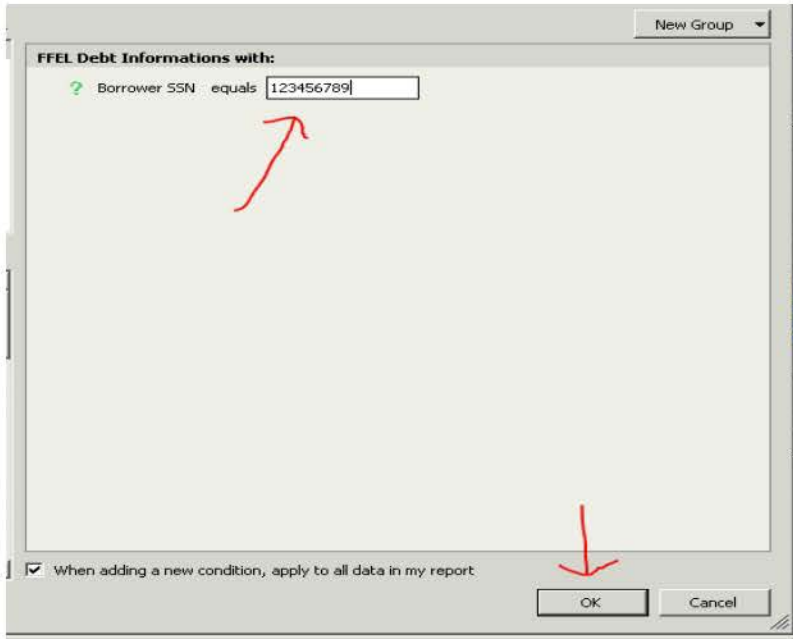 New Group
FFEL Debt Informations with:
? Borrower SSN equals 123456789
When adding a new condition, apply to all data in my report
OK Cancel